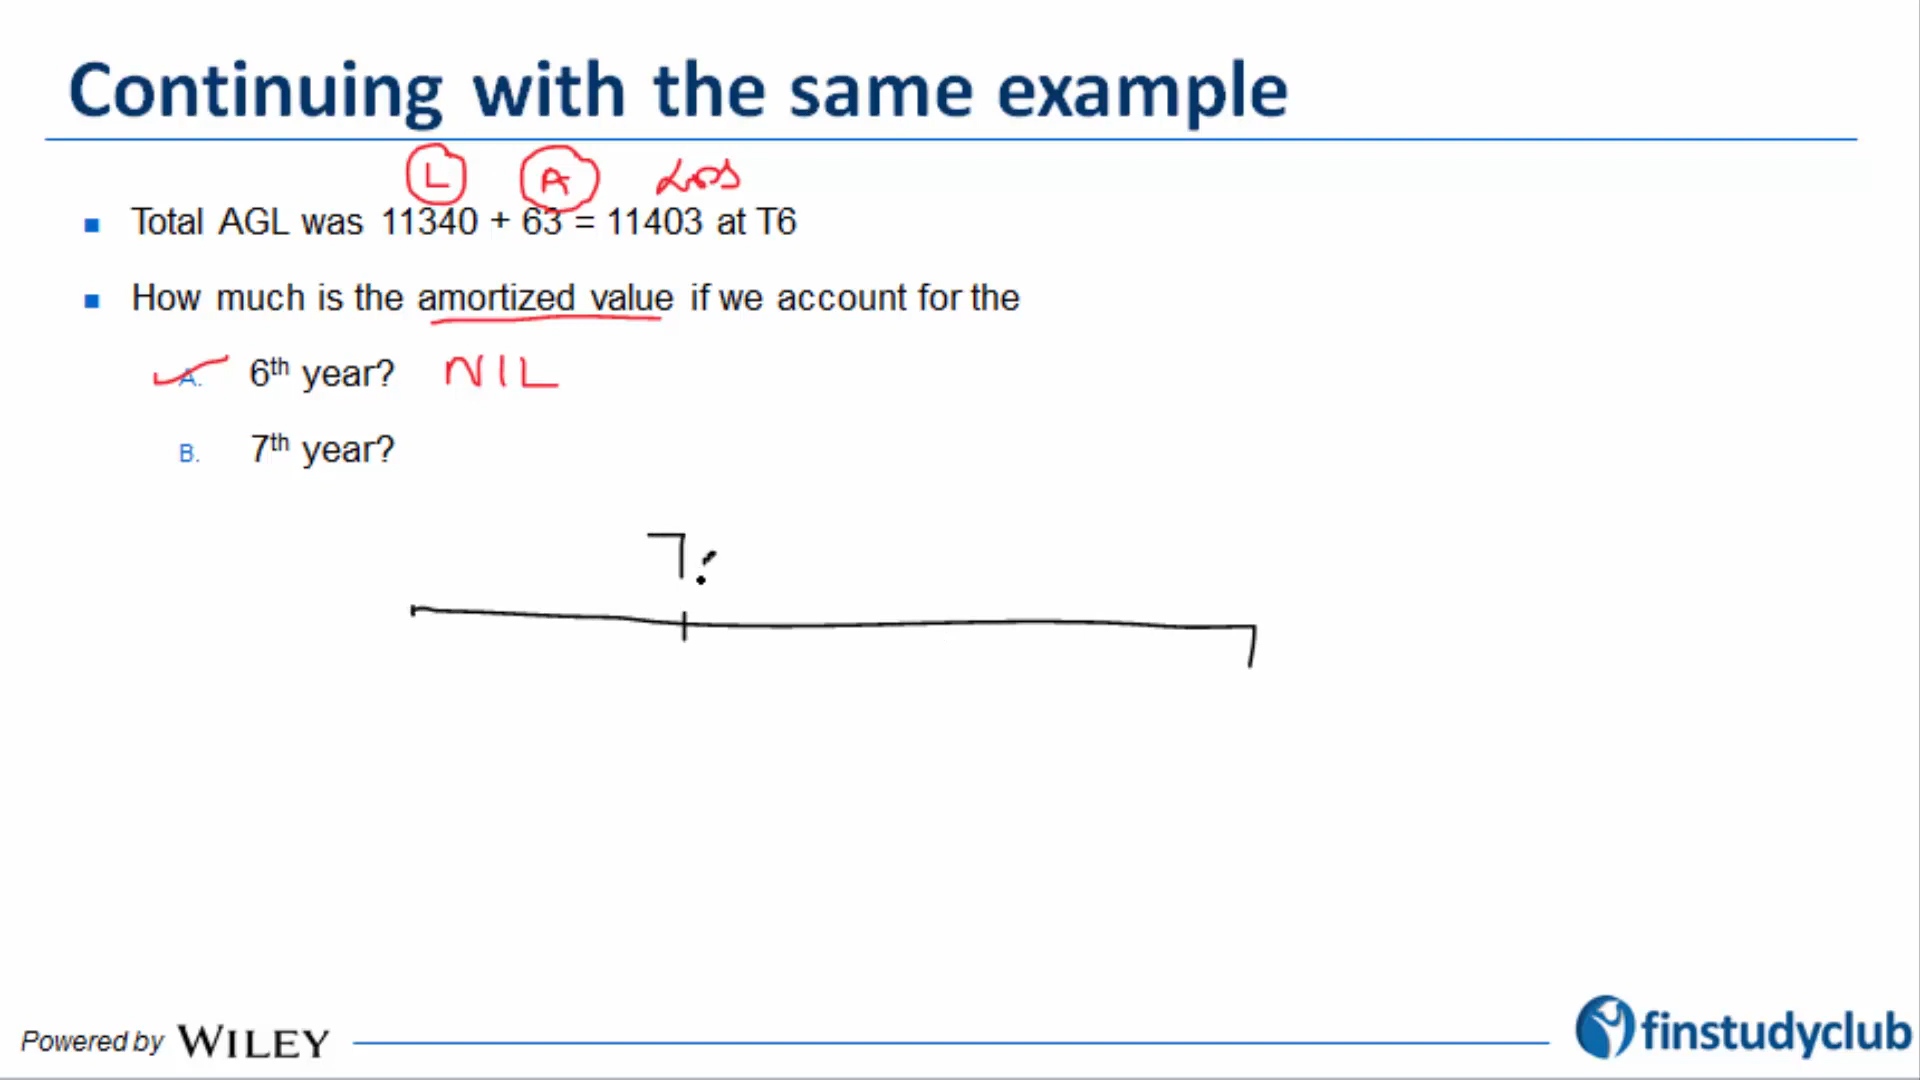 Continuing with the same example
L A Loss
Total AGL was 11340 + 63 = 11403 at T6
How much is the amortized value if we account for the
A. 6th year? NIL
B. 7th year?
Powered by WILEY
finstudyclub